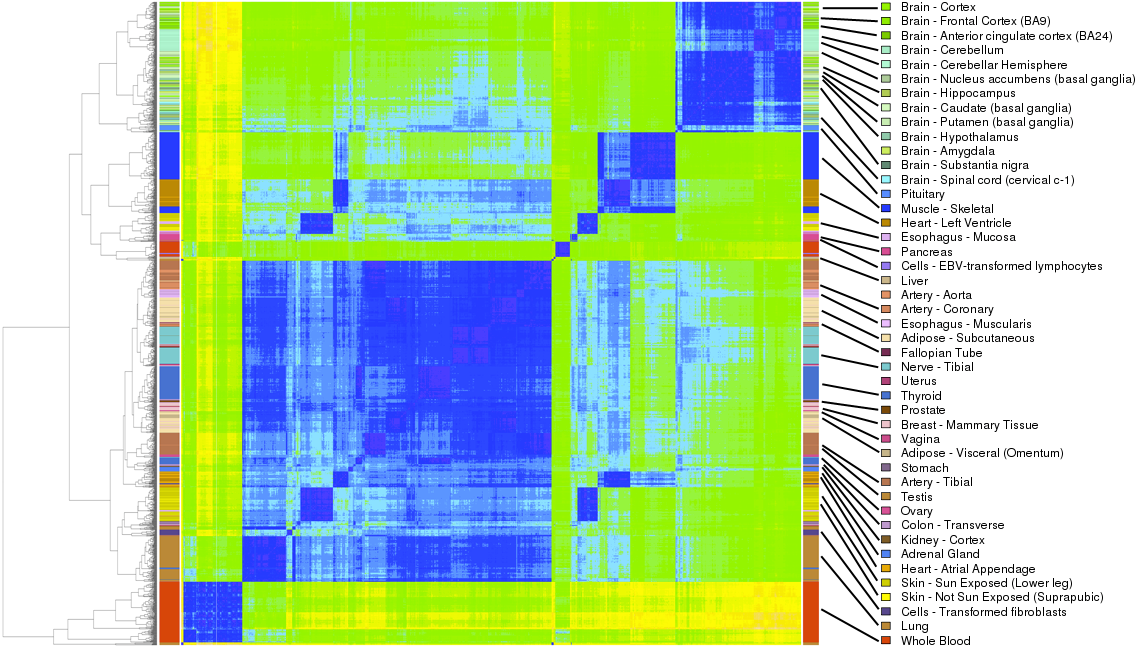 Brain - Cortex
Brain - Frontal Cortex (BA9)
Brain - Anterior cingulate cortex (BA24)
Brain - Cerebellum
Brain - Cerebellar Hemisphere
Brain - Nucleus accumbens (basal ganglia)
Brain - Hippocampus
Brain - Caudate (basal ganglia)
Brain - Putamen (basal ganglia)
Brain - Hypothalamus
Brain - Amygdala
Brain - Substantia nigra
Brain - Spinal cord (cervical c-1)
Pituitary
Muscle - Skeletal
Heart - Left Ventricle
Esophagus - Mucosa
Pancreas
Cells - EBV-transformed lymphocytes
Liver
Artery - Aorta
Artery - Coronary
Esophagus - Muscularis
Adipose - Subcutaneous
Fallopian Tube
Nerve - Tibial
Uterus
Thyroid
Prostate
Breast - Mammary Tissue
Vagina
Adipose - Visceral (Omentum)
Stomach
Artery - Tibial
Testis
Ovary
Colon - Transverse
Kidney - Cortex
Adrenal Gland
Heart - Atrial Appendage
Skin - Sun Exposed (Lower leg)
Skin - Not Sun Exposed (Suprapubic)
Cells - Transformed fibroblasts
Lung
Whole Blood